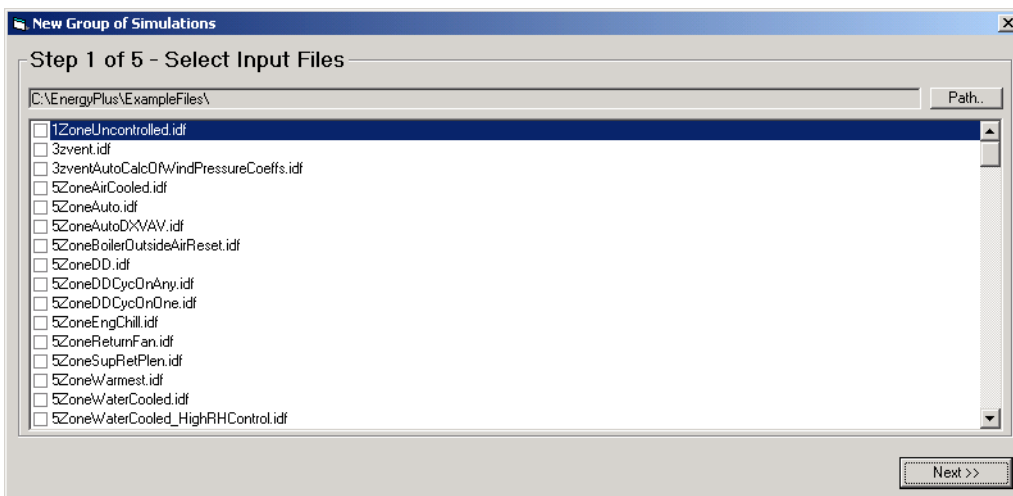 New Group of Simulations
Step 1 of 5 - Select Input Files
C:\EnergyPlus\ExampleFiles\
Path..
1ZoneUncontrolled.idf
3zvent.idf
3zventAutoCalcOfWindPressureCoeffs.idf
5ZoneAirCooled.idf
5ZoneAuto.idf
5ZoneAutoDXVAV.idf
5ZoneBoilerOutsideAirReset.idf
5ZoneDD.idf
5ZoneDDCycOnAny.idf
5ZoneDDCycOnOne.idf
5ZoneEngChill.idf
5ZoneReturnFan.idf
5ZoneSupRetPlen.idf
5ZoneWarmest.idf
5ZoneWaterCooled.idf
5ZoneWaterCooled_HighRHControl.idf
Next >>